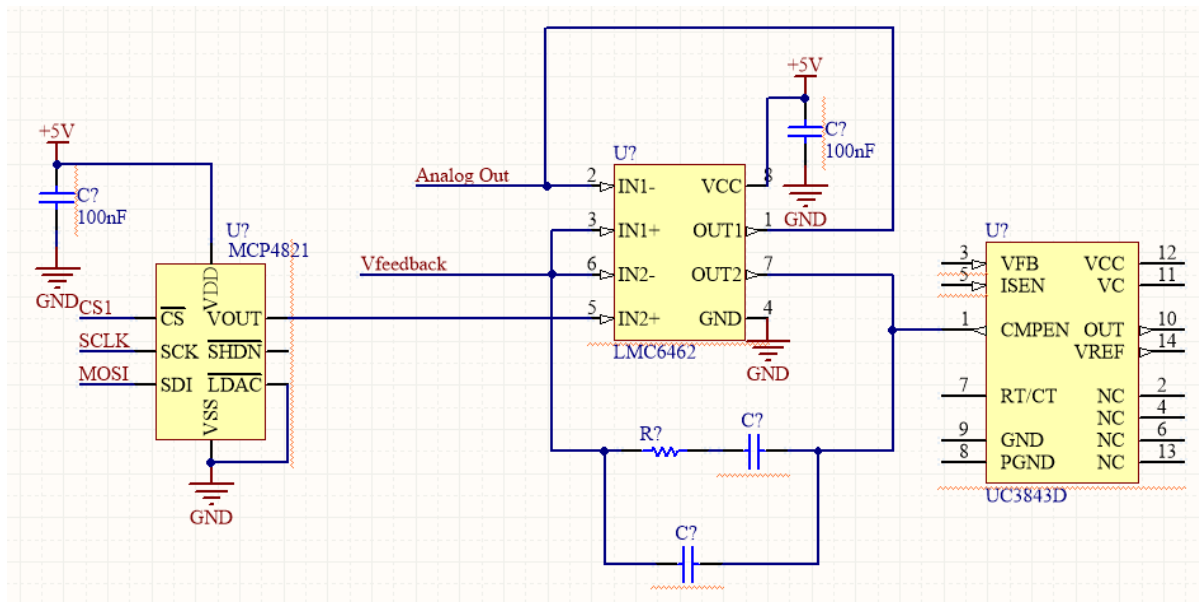 +5V
C?
100nF
GND
U?
MCP4821
CS1
SCLK
MOSI
CS
SCK
SDI
VDD
VSS
VOUT
SHDN
LDAC
GND
Analog Out
Vfeedback
U?
2
3
6
5
IN1-
IN1+
IN2-
IN2+
VCC
OUT1
OUT2
GND
8
1
7
4
LMC6462
GND
+5V
C?
100nF
GND
R?
C?
C?
U?
3
5
1
7
9
8
VFB
ISEN
CMPEN
RT/CT
GND
PGND
VCC
VC
OUT
VREF
NC
NC
NC
NC
12
11
10
14
2
4
6
13
UC3843D